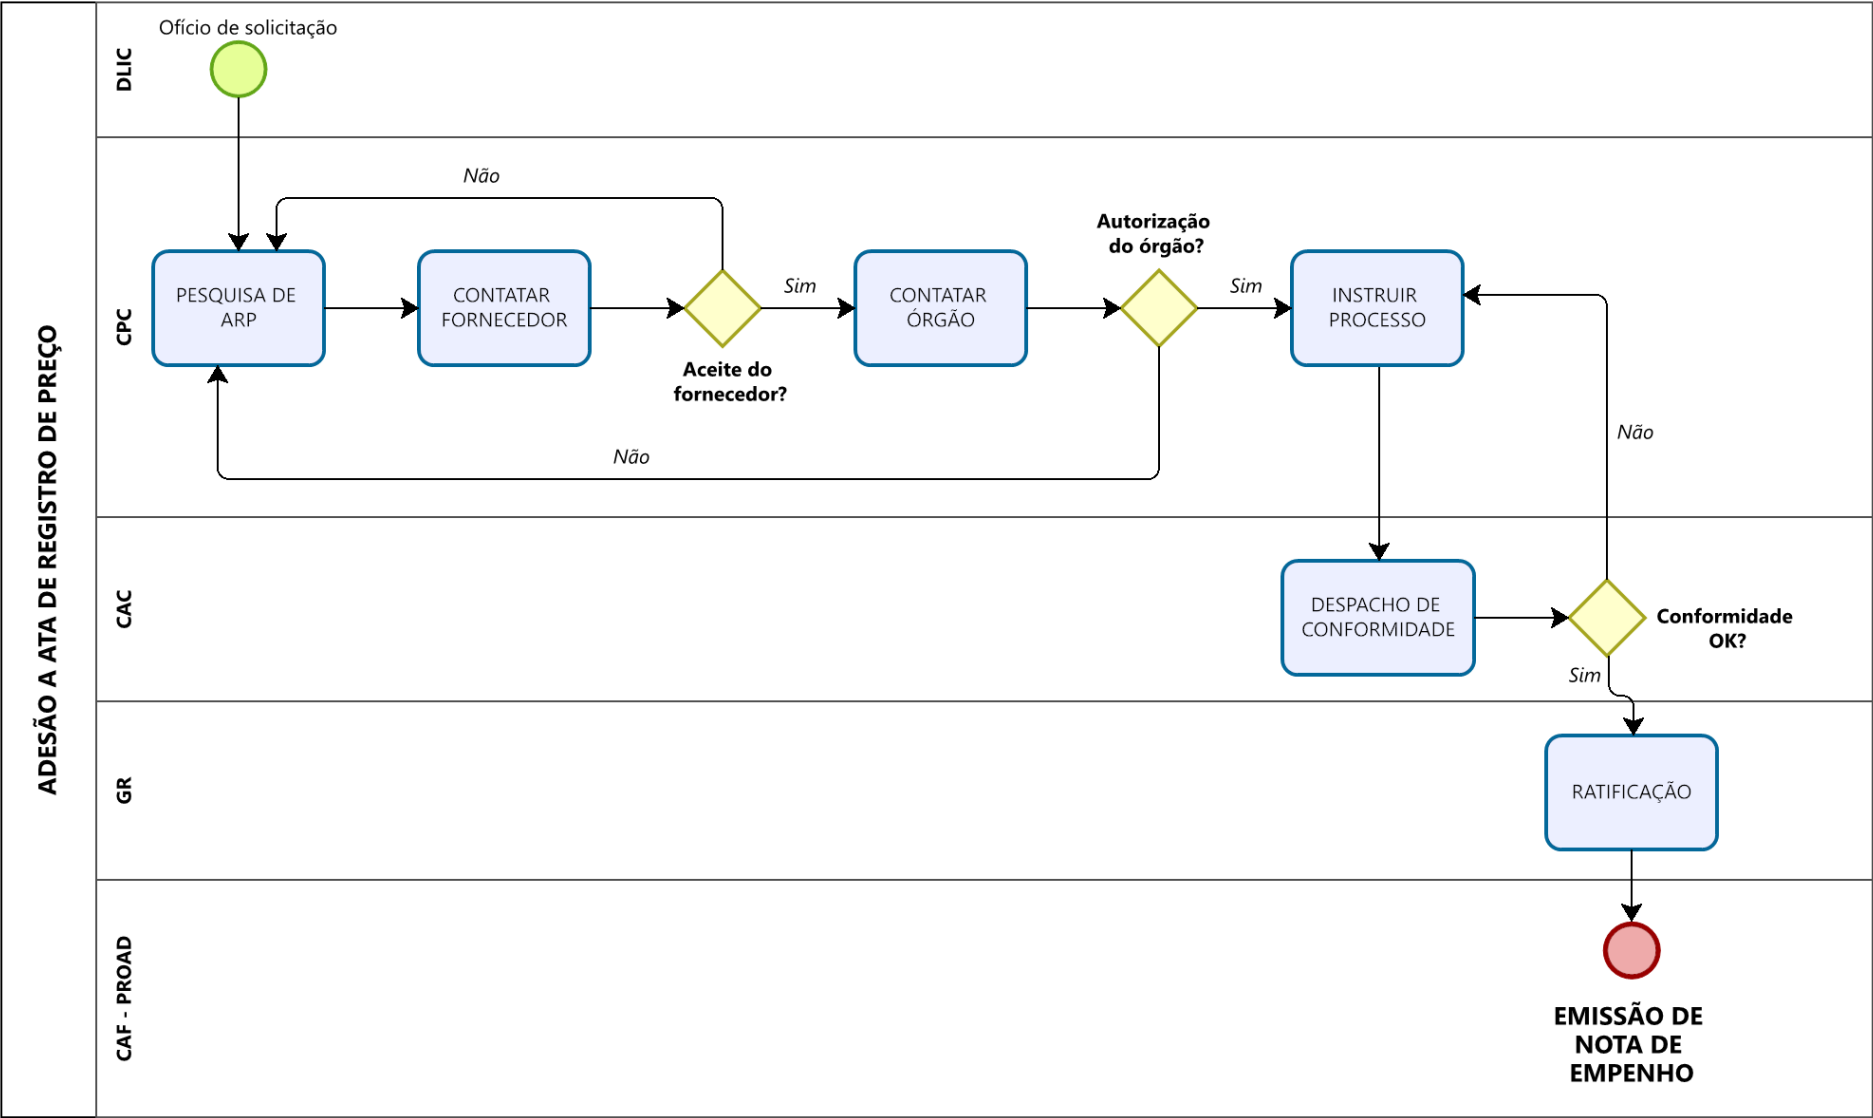 ADESÃO A ATA DE REGISTRO DE PREÇO
DLIC
Ofício de solicitação
CPC
Não
PESQUISA DE
ARP
CONTATAR
FORNECEDOR
Aceite do
fornecedor?
Sim
CONTATAR
ÓRGÃO
Autorização
do órgão?
Sim
INSTRUIR
PROCESSO
Não
Não
CAC
DESPACHO DE
CONFORMIDADE
Conformidade
OK?
Sim
GR
RATIFICAÇÃO
CAF - PROAD
EMISSÃO DE
NOTA DE
EMPENHO